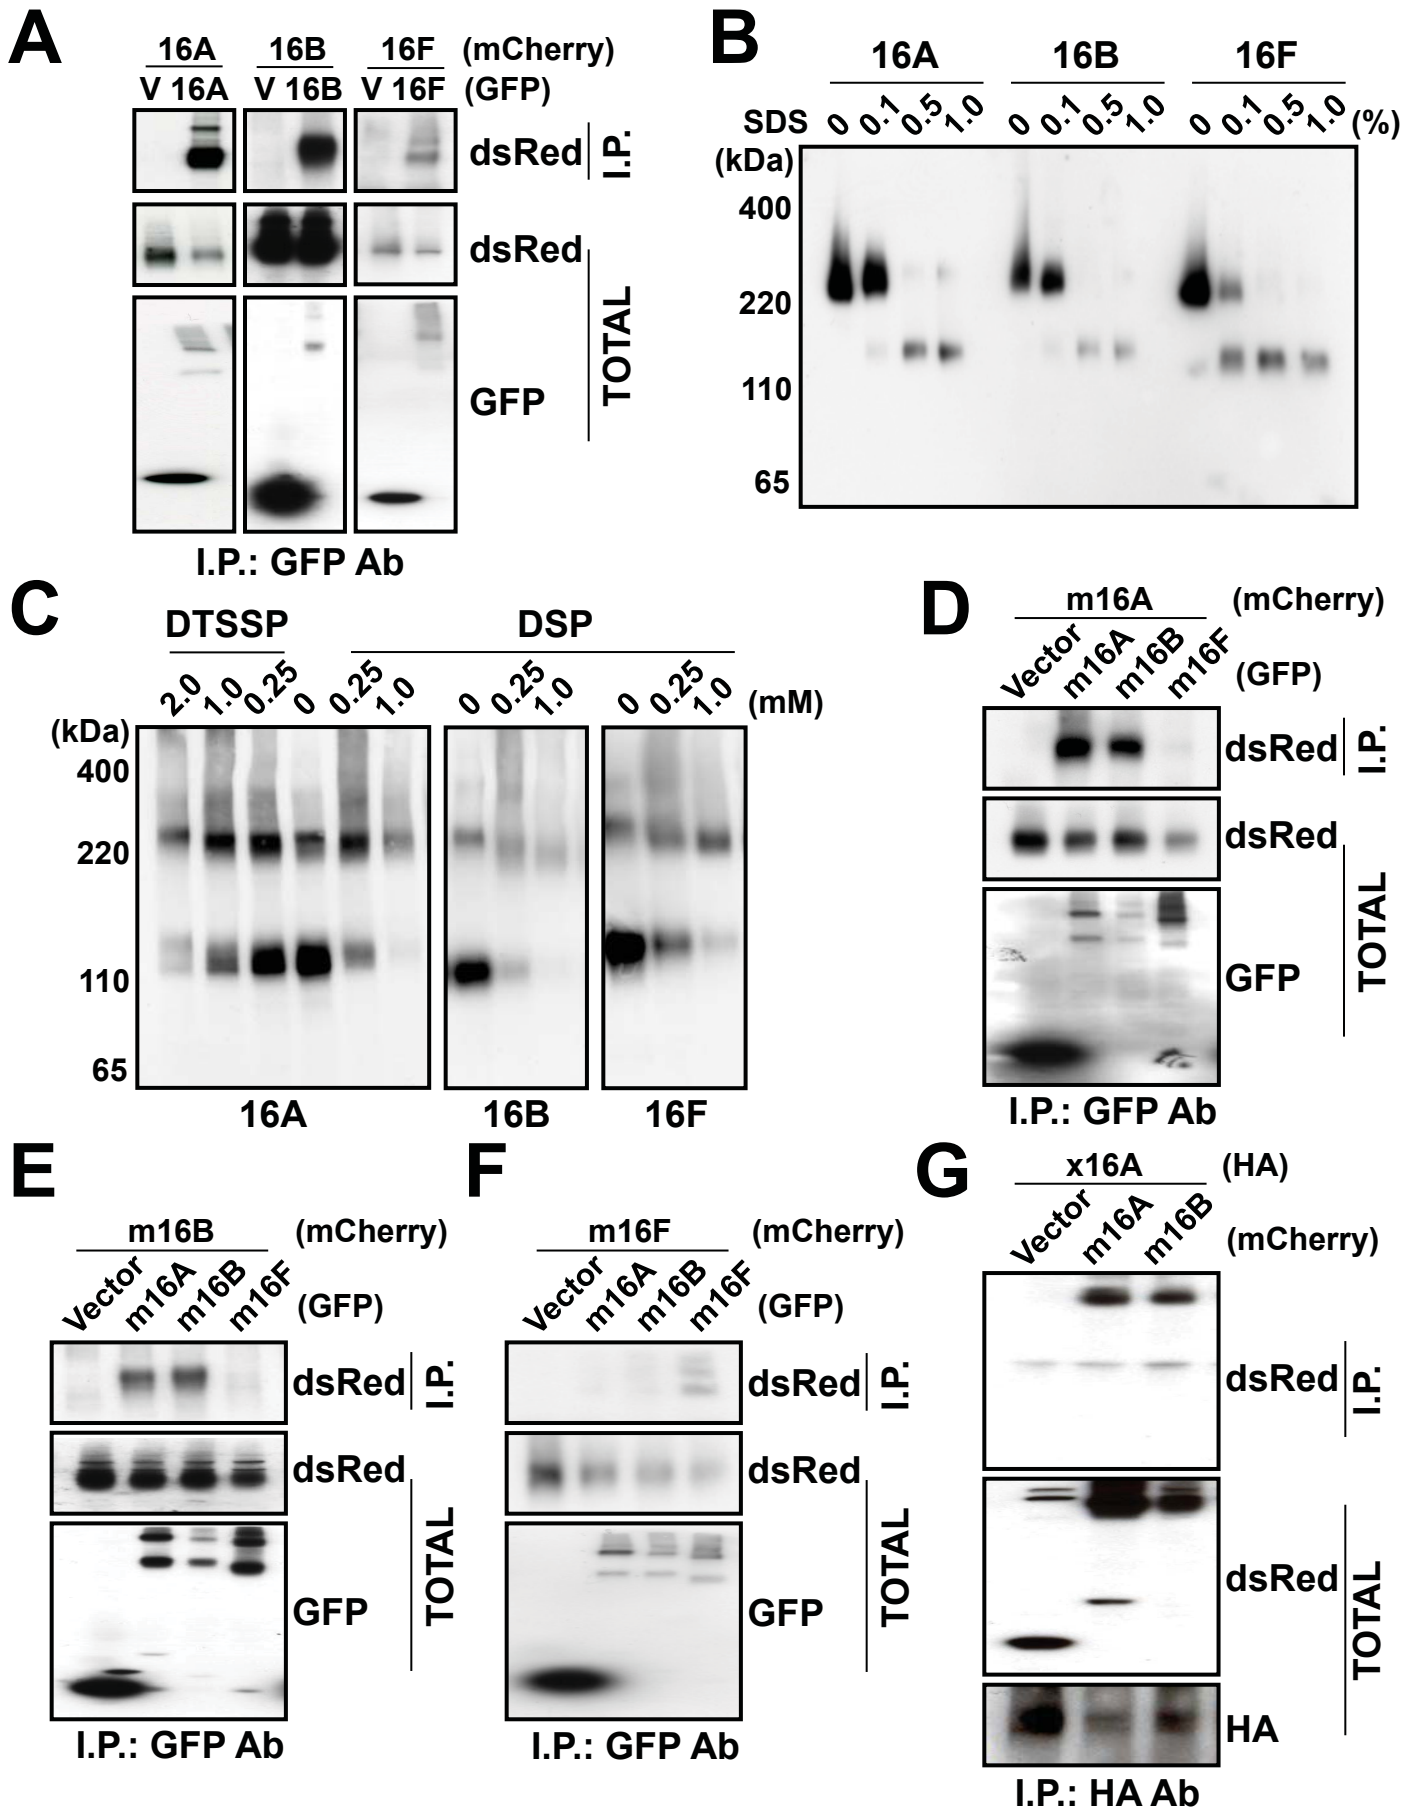 A
16A 16B 16F (mCherry)
V 16A V 16B V 16F (GFP)
dsRed I.P.
dsRed
GFP
TOTAL
I.P.: GFP Ab
B
16A 16B 16F
SDS 0 0.1 0.5 1.0 0 0.1 0.5 1.0 0 0.1 0.5 1.0 (%)
(kDa)
400
220
110
65
C
DTSSP DSP
2.0 1.0 0.25 0 0.25 1.0 0 0.25 1.0 0 0.25 1.0 (mM)
(kDa)
400
220
110
65
16A 16B 16F
D
m16A (mCherry)
Vector m16A m16B m16F (GFP)
dsRed I.P.
dsRed
GFP
TOTAL
I.P.: GFP Ab
E
m16B (mCherry)
Vector m16A m16B m16F (GFP)
dsRed I.P.
dsRed
GFP
TOTAL
I.P.: GFP Ab
F
m16F (mCherry)
Vector m16A m16B m16F (GFP)
dsRed I.P.
dsRed
GFP
TOTAL
I.P.: GFP Ab
G
x16A (HA)
Vector m16A m16B (mCherry)
dsRed I.P.
dsRed
HA
TOTAL
I.P.: HA Ab